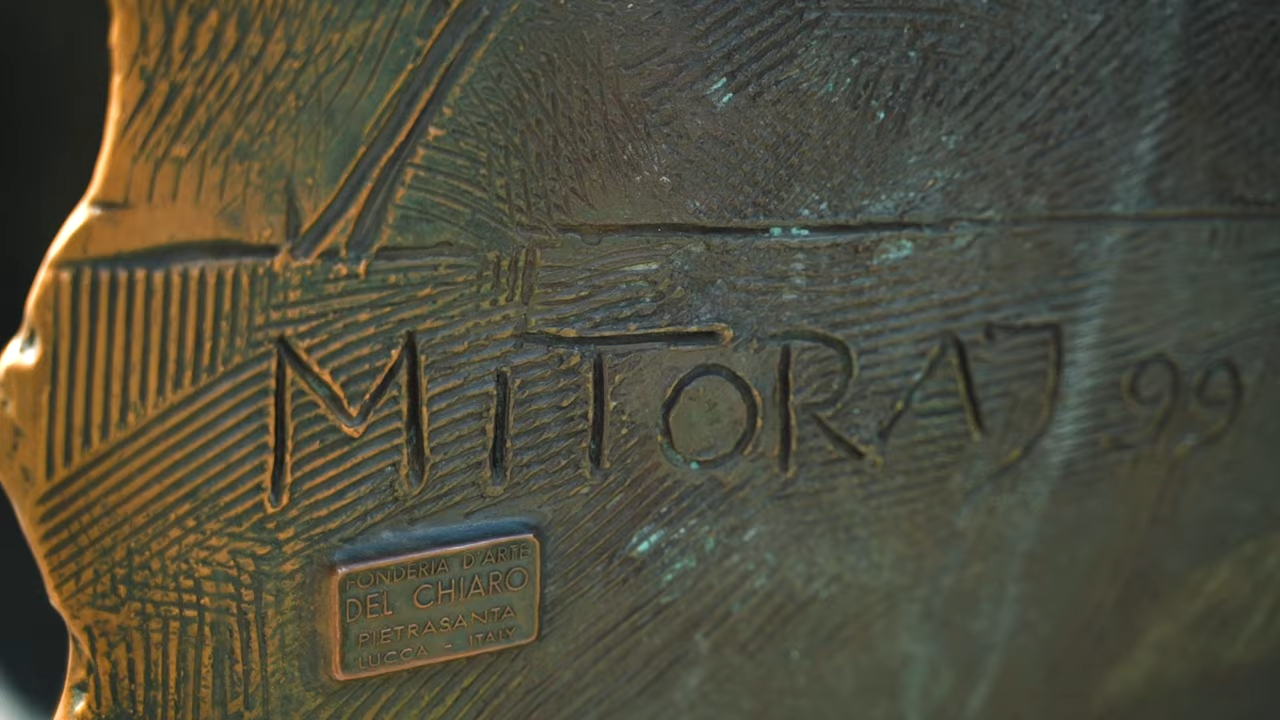 MiTORAJ 99
FONDERIA D'ARTE
DEL CHIARO
PIETRASANTA
LUCCA - ITALY